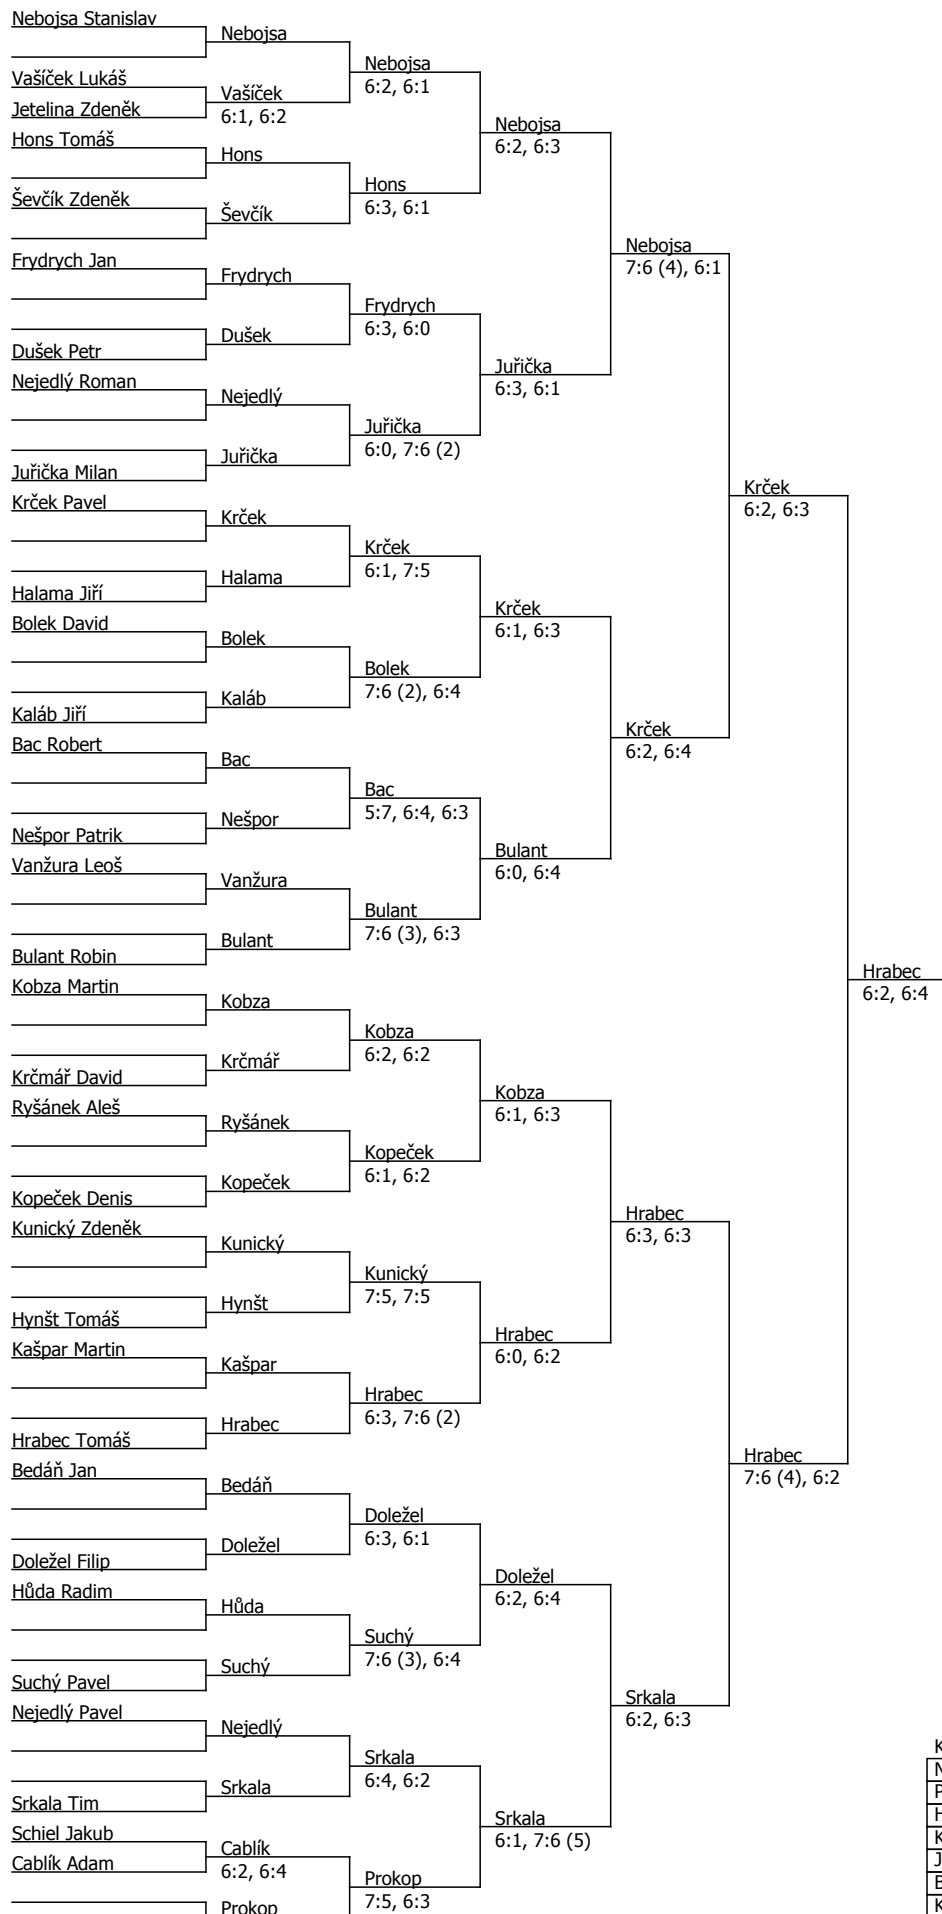 Nebojsa Stanislav
Nebojsa
Nebojsa
6:2, 6:1
Vašíček Lukáš
Vašíček
6:1, 6:2
Jetelina Zdeněk
Nebojsa
6:2, 6:3
Hons Tomáš
Hons
Hons
6:3, 6:1
Ševčík Zdeněk
Ševčík
Nebojsa
7:6 (4), 6:1
Frydrych Jan
Frydrych
Frydrych
6:3, 6:0
Dušek
Dušek Petr
Juřička
6:3, 6:1
Nejedlý Roman
Nejedlý
Juřička
6:0, 7:6 (2)
Juřička
Juřička Milan
Krček
6:2, 6:3
Krček Pavel
Krček
Krček
6:1, 7:5
Halama
Halama Jiří
Krček
6:1, 6:3
Bolek David
Bolek
Bolek
7:6 (2), 6:4
Kaláb
Kaláb Jiří
Krček
6:2, 6:4
Bac Robert
Bac
Bac
5:7, 6:4, 6:3
Nešpor
Nešpor Patrik
Bulant
6:0, 6:4
Vanžura Leoš
Vanžura
Bulant
7:6 (3), 6:3
Bulant
Bulant Robin
Hrabec
6:2, 6:4
Kobza Martin
Kobza
Kobza
6:2, 6:2
Krčmář
Krčmář David
Kobza
6:1, 6:3
Ryšánek Aleš
Ryšánek
Kopeček
6:1, 6:2
Kopeček
Kopeček Denis
Hrabec
6:3, 6:3
Kunický Zdeněk
Kunický
Kunický
7:5, 7:5
Hynšt
Hynšt Tomáš
Hrabec
6:0, 6:2
Kašpar Martin
Kašpar
Hrabec
6:3, 7:6 (2)
Hrabec
Hrabec Tomáš
Hrabec
7:6 (4), 6:2
Bedáň Jan
Bedáň
Doležel
6:3, 6:1
Doležel
Doležel Filip
Doležel
6:2, 6:4
Hůda Radim
Hůda
Suchý
7:6 (3), 6:4
Suchý
Suchý Pavel
Srkala
6:2, 6:3
Nejedlý Pavel
Nejedlý
Srkala
6:4, 6:2
Srkala
Srkala Tim
Srkala
6:1, 7:6 (5)
Schiel Jakub
Cablík
6:2, 6:4
Cablík Adam
Prokop
7:5, 6:3
Prokop